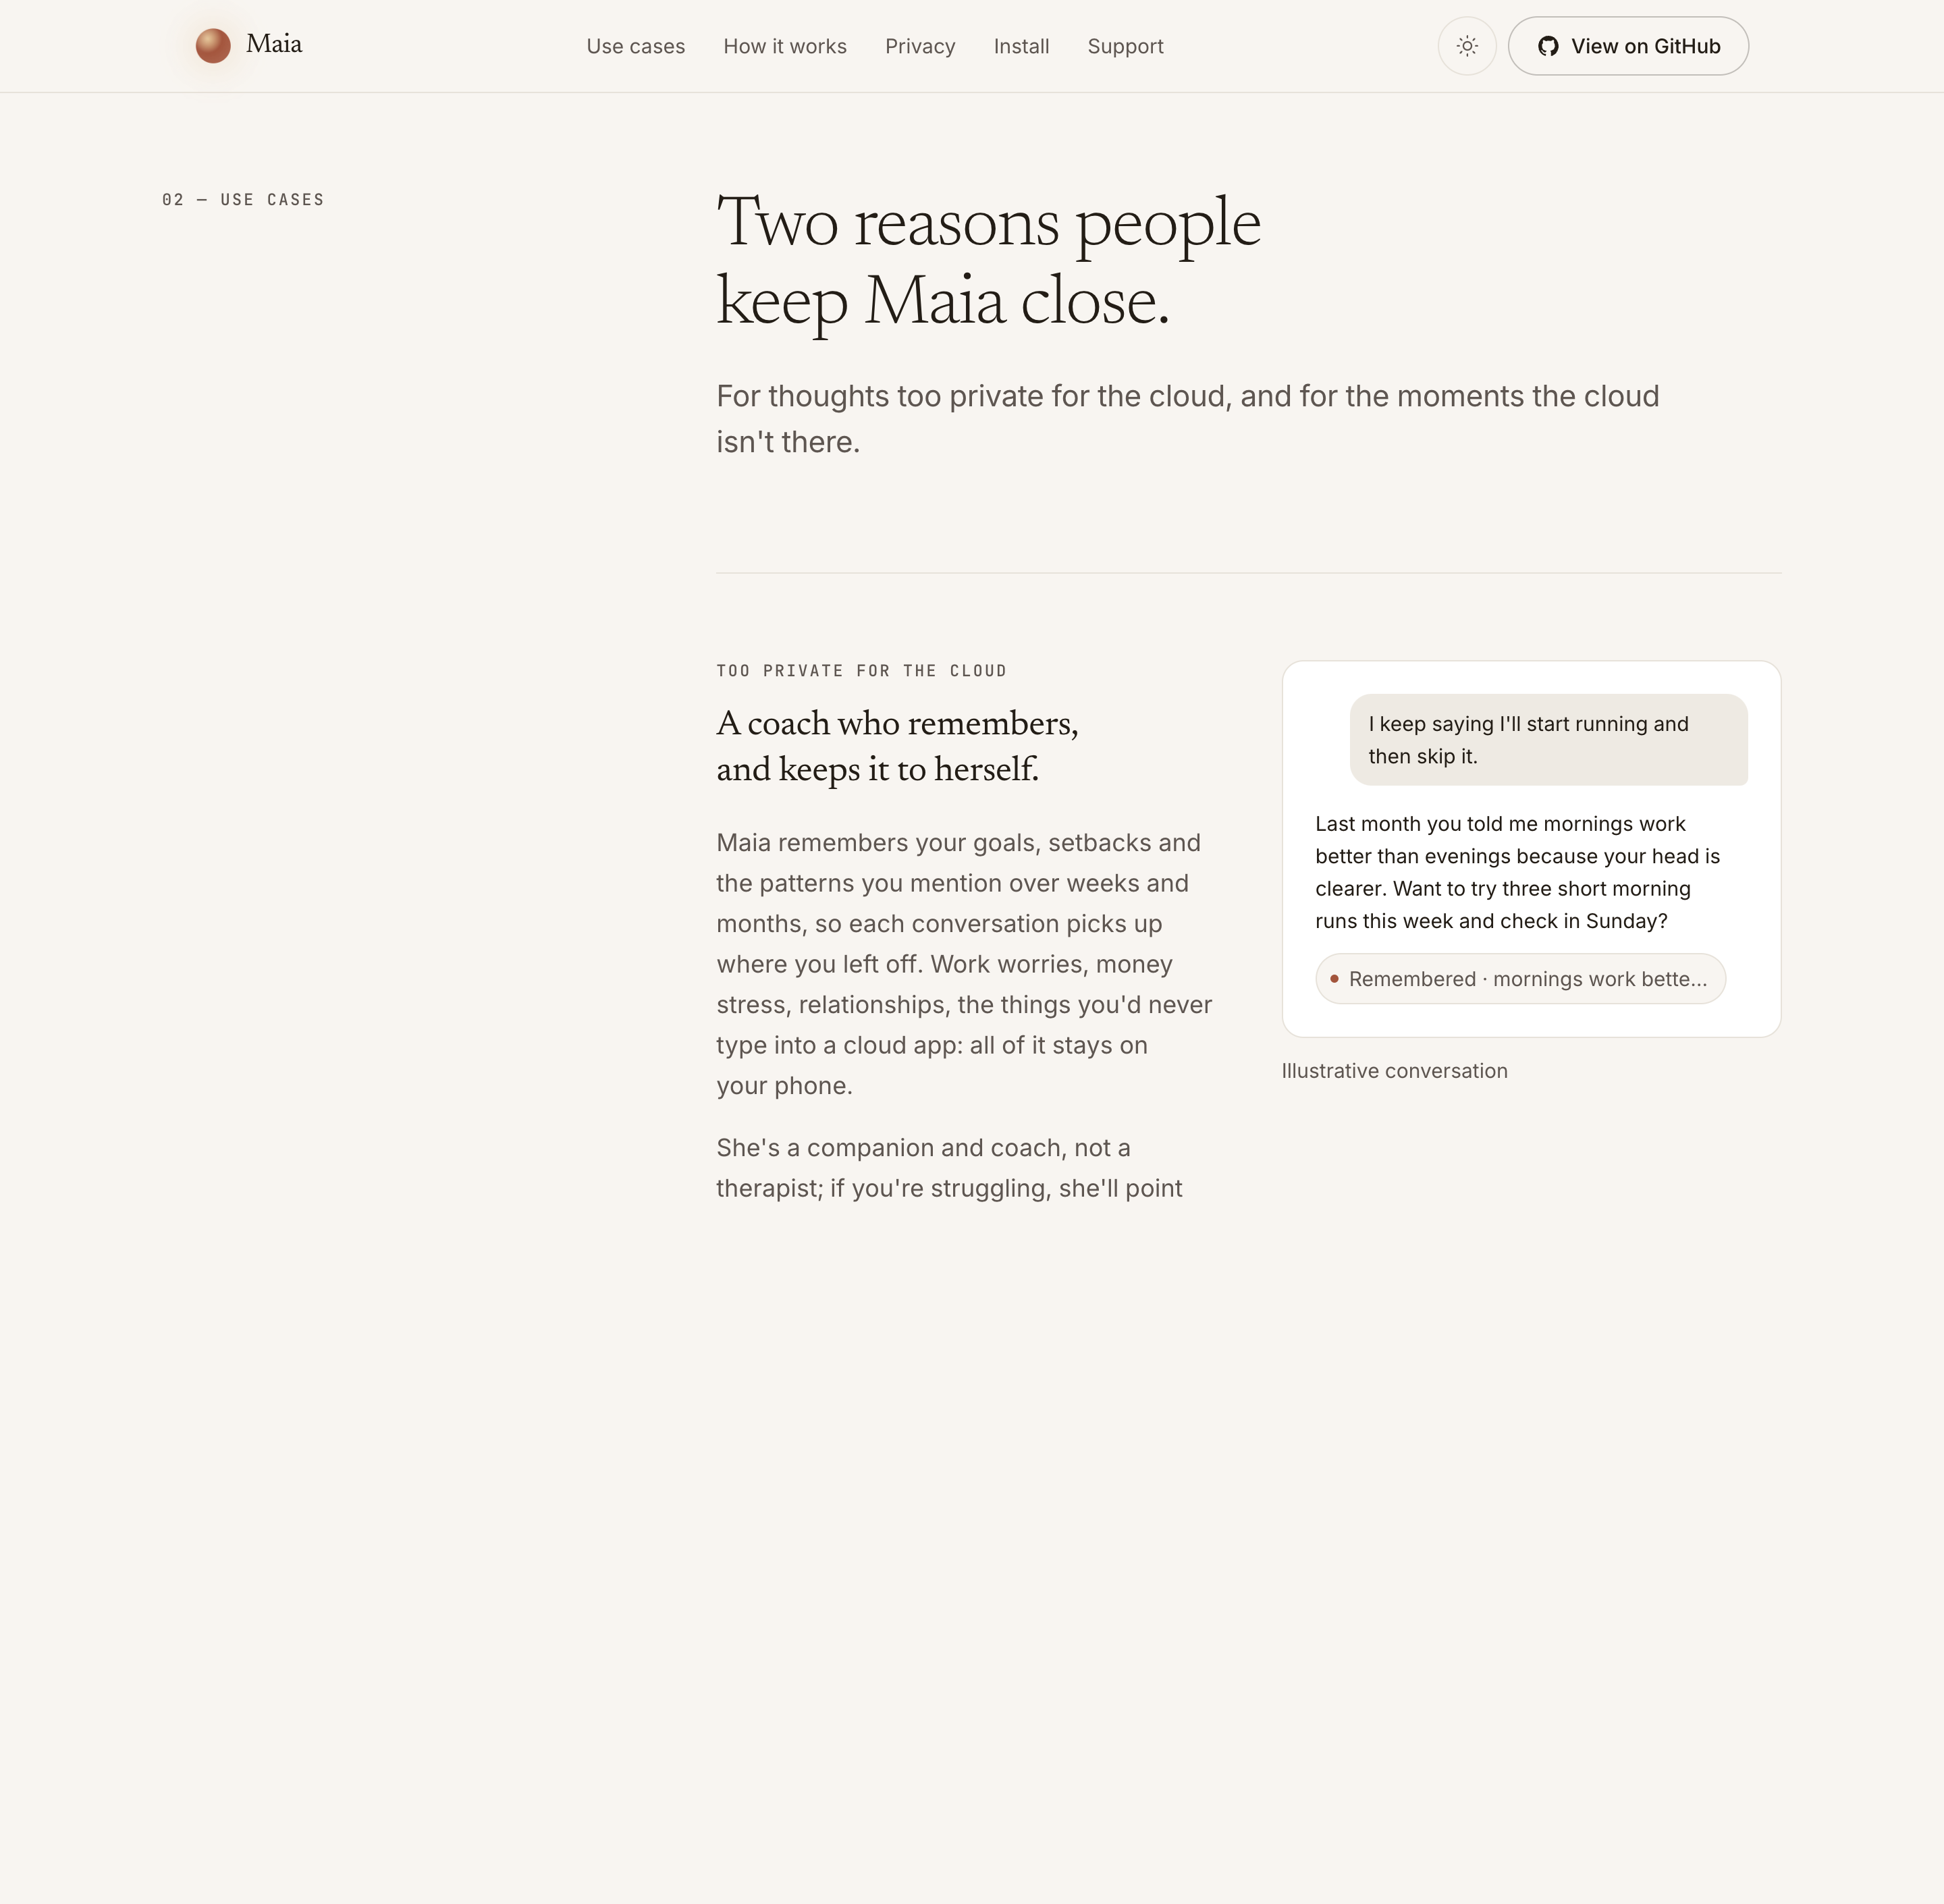 Maia
Use cases
How it works
Privacy
Install
Support
View on GitHub
02 — USE CASES
Two reasons people
keep Maia close.
For thoughts too private for the cloud, and for the moments the cloud
isn't there.
TOO PRIVATE FOR THE CLOUD
A coach who remembers,
and keeps it to herself.
Maia remembers your goals, setbacks and
the patterns you mention over weeks and
months, so each conversation picks up
where you left off. Work worries, money
stress, relationships, the things you'd never
type into a cloud app: all of it stays on
your phone.
She's a companion and coach, not a
therapist; if you're struggling, she'll point
I keep saying I'll start running and
then skip it.
Last month you told me mornings work
better than evenings because your head is
clearer. Want to try three short morning
runs this week and check in Sunday?
Remembered · mornings work bette...
Illustrative conversation